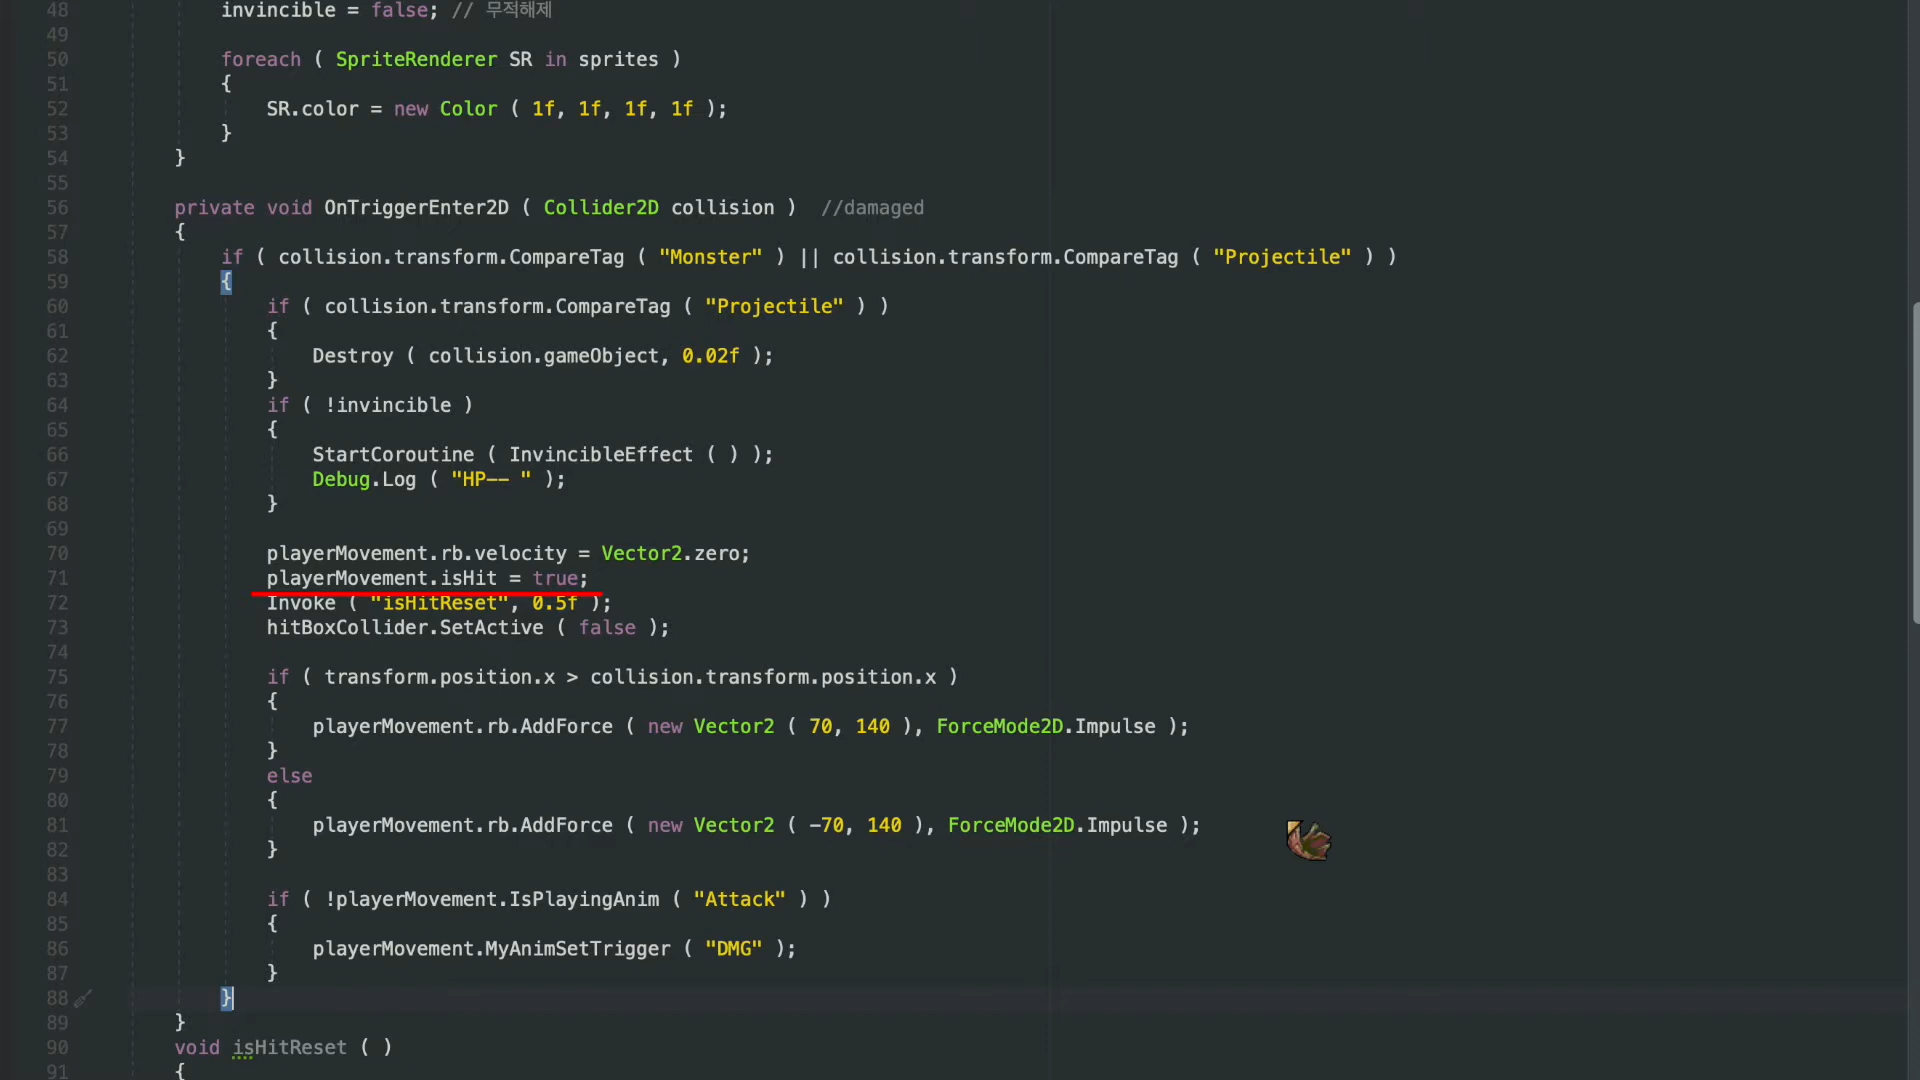 48 invincible = false; // 무적해제
49
50 foreach ( SpriteRenderer SR in sprites )
51 {
52 SR.color = new Color ( 1f, 1f, 1f, 1f );
53 }
54 }
55
56 private void OnTriggerEnter2D ( Collider2D collision ) //damaged
57 {
58 if ( collision.transform.CompareTag ( "Monster" ) || collision.transform.CompareTag ( "Projectile" ) )
59 {
60 if ( collision.transform.CompareTag ( "Projectile" ) )
61 {
62 Destroy ( collision.gameObject, 0.02f );
63 }
64 if ( !invincible )
65 {
66 StartCoroutine ( InvincibleEffect ( ) );
67 Debug.Log ( "HP-- " );
68 }
69
70 playerMovement.rb.velocity = Vector2.zero;
71 playerMovement.isHit = true;
72 Invoke ( "isHitReset", 0.5f );
73 hitBoxCollider.SetActive ( false );
74
75 if ( transform.position.x > collision.transform.position.x )
76 {
77 playerMovement.rb.AddForce ( new Vector2 ( 70, 140 ), ForceMode2D.Impulse );
78 }
79 else
80 {
81 playerMovement.rb.AddForce ( new Vector2 ( -70, 140 ), ForceMode2D.Impulse );
82 }
83
84 if ( !playerMovement.IsPlayingAnim ( "Attack" ) )
85 {
86 playerMovement.MyAnimSetTrigger ( "DMG" );
87 }
88 }
89 }
90 void isHitReset ( )
91 {